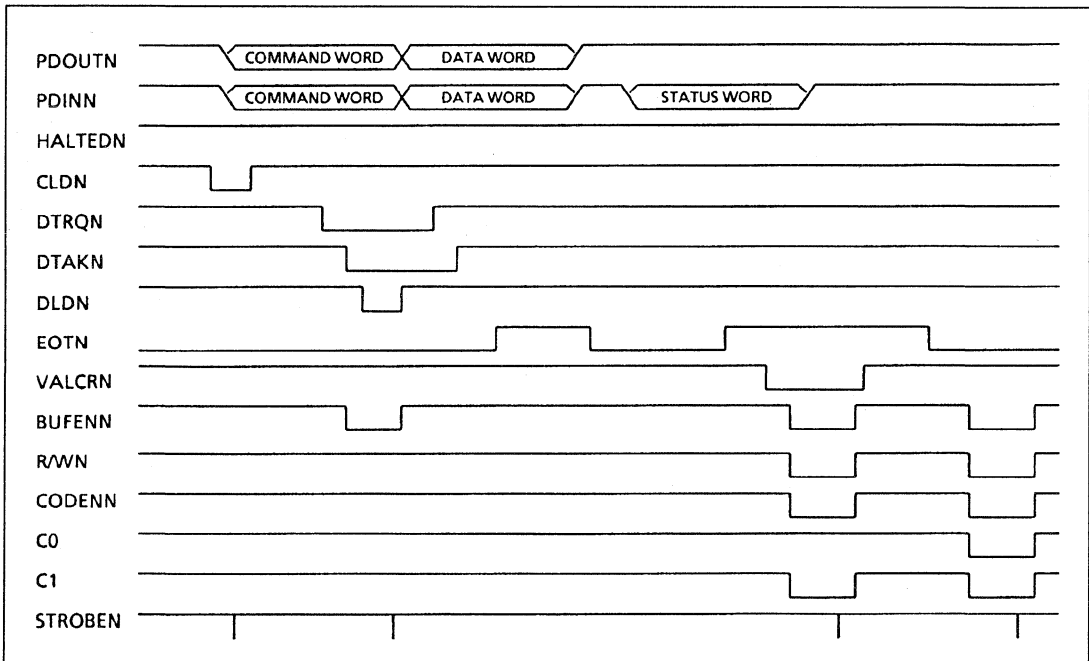 PDOUTN COMMAND WORD DATA WORD
PDINN COMMAND WORD DATA WORD STATUS WORD
HALTEDN
CLDN
DTRQN
DTAKN
DLDN
EOTN
VALCRN
BUFENN
R/WN
CODENN
C0
C1
STROBEN